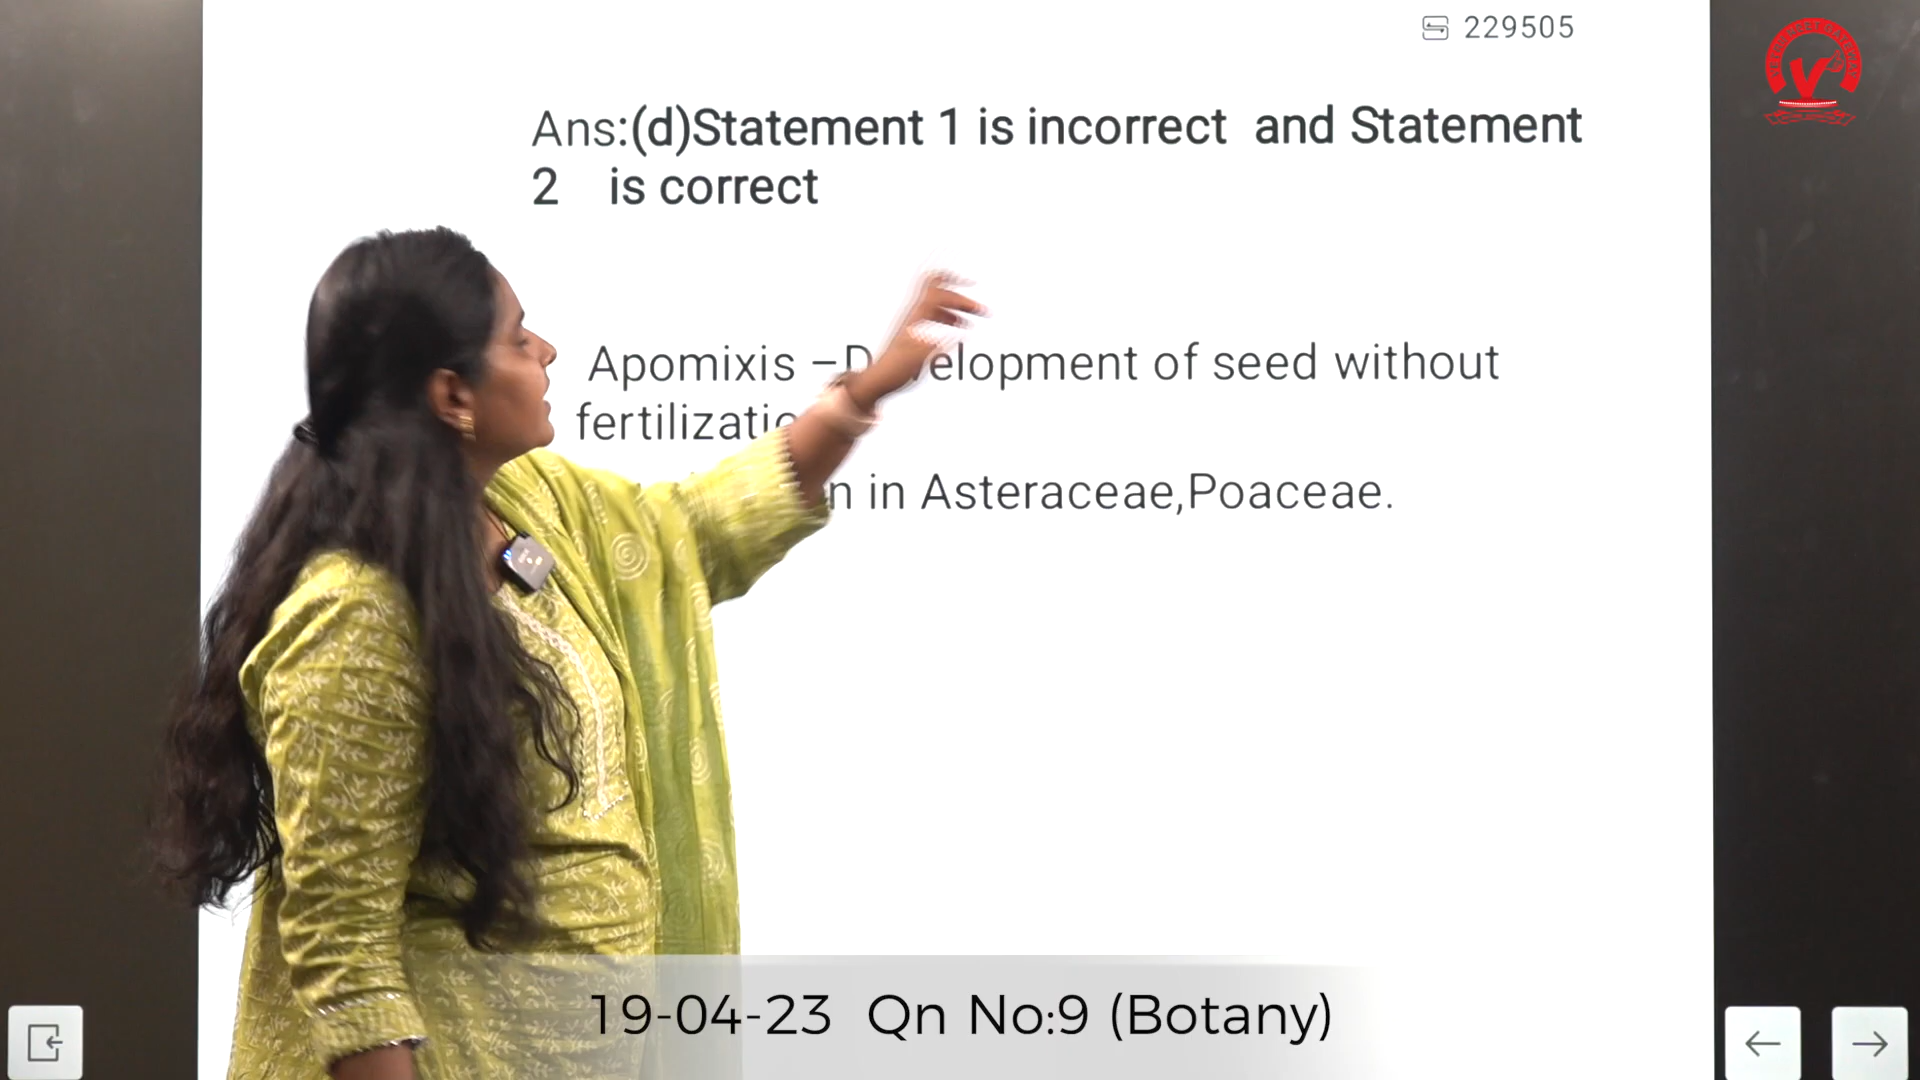 229505
Ans:(d)Statement 1 is incorrect and Statement
2 is correct
Apomixis – elopment of seed without
in Asteraceae,Poaceae.
19-04-23 Qn No:9 (Botany)